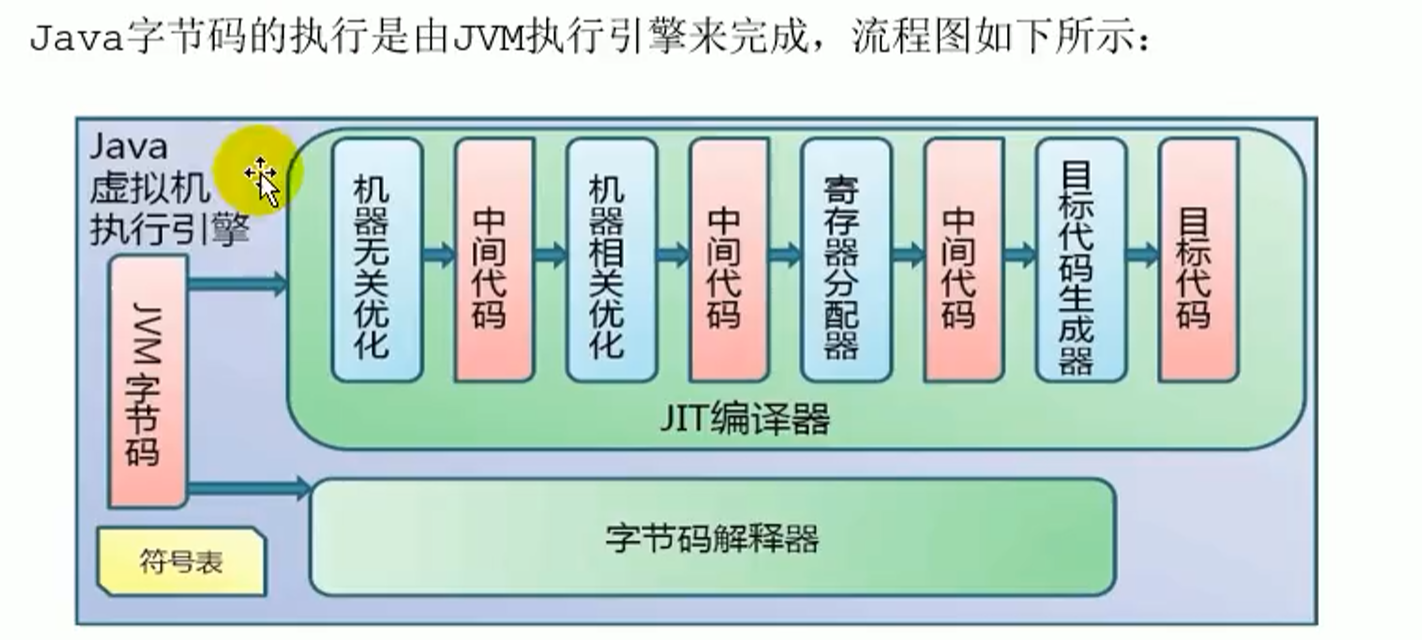 Java字节码的执行是由JVM执行引擎来完成，流程图如下所示：
Java
虚拟机
执行引擎
JVM字节码
机器无关优化
中间代码
机器相关优化
中间代码
寄存器分配器
中间代码
目标代码生成器
目标代码
JIT编译器
字节码解释器
符号表